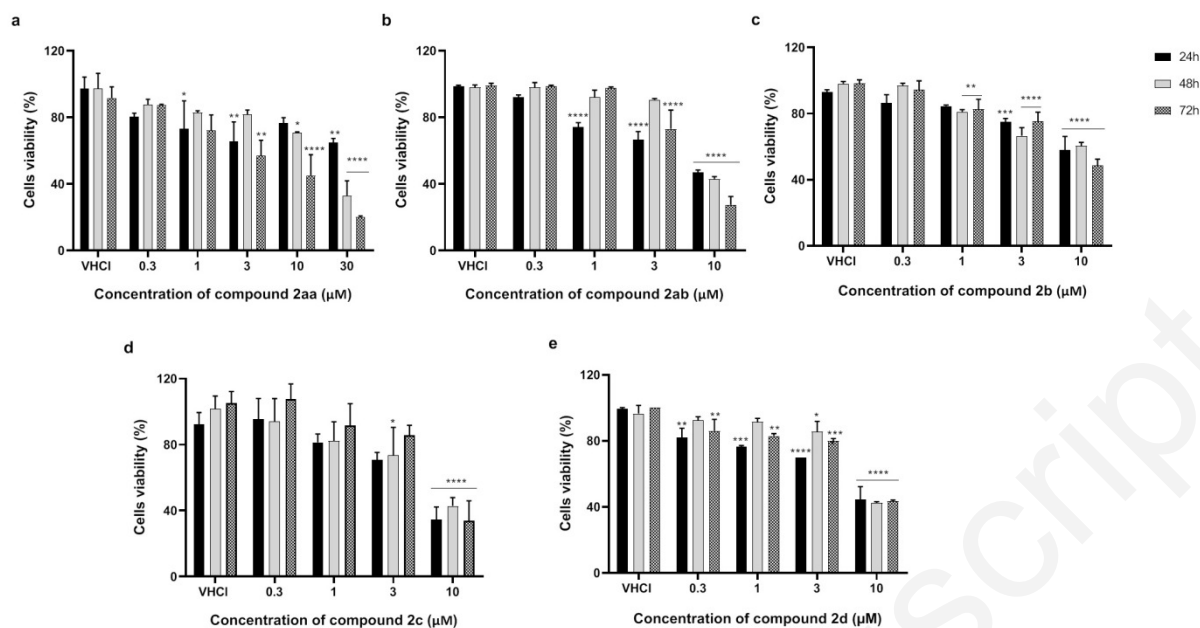 a
Cells viability (%)
120
80
40
0
* ** ** * **** ** ****
VHCl 0.3 1 3 10 30
Concentration of compound 2aa (µM)
b
Cells viability (%)
120
80
40
0
**** **** **** ****
VHCl 0.3 1 3 10
Concentration of compound 2ab (µM)
c
Cells viability (%)
120
80
40
0
** *** **** ****
VHCl 0.3 1 3 10
Concentration of compound 2b (µM)
24h
48h
72h
d
Cells viability (%)
120
80
40
0
* ****
VHCl 0.3 1 3 10
Concentration of compound 2c (µM)
e
Cells viability (%)
120
80
40
0
** ** *** ** **** * *** ****
VHCl 0.3 1 3 10
Concentration of compound 2d (µM)
script